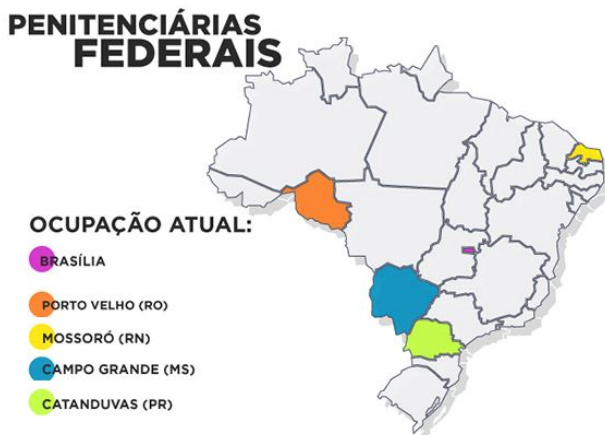 PENITENCIÁRIAS
FEDERAIS
OCUPAÇÃO ATUAL:
BRASÍLIA
PORTO VELHO (RO)
MOSSORÓ (RN)
CAMPO GRANDE (MS)
CATANDUVAS (PR)